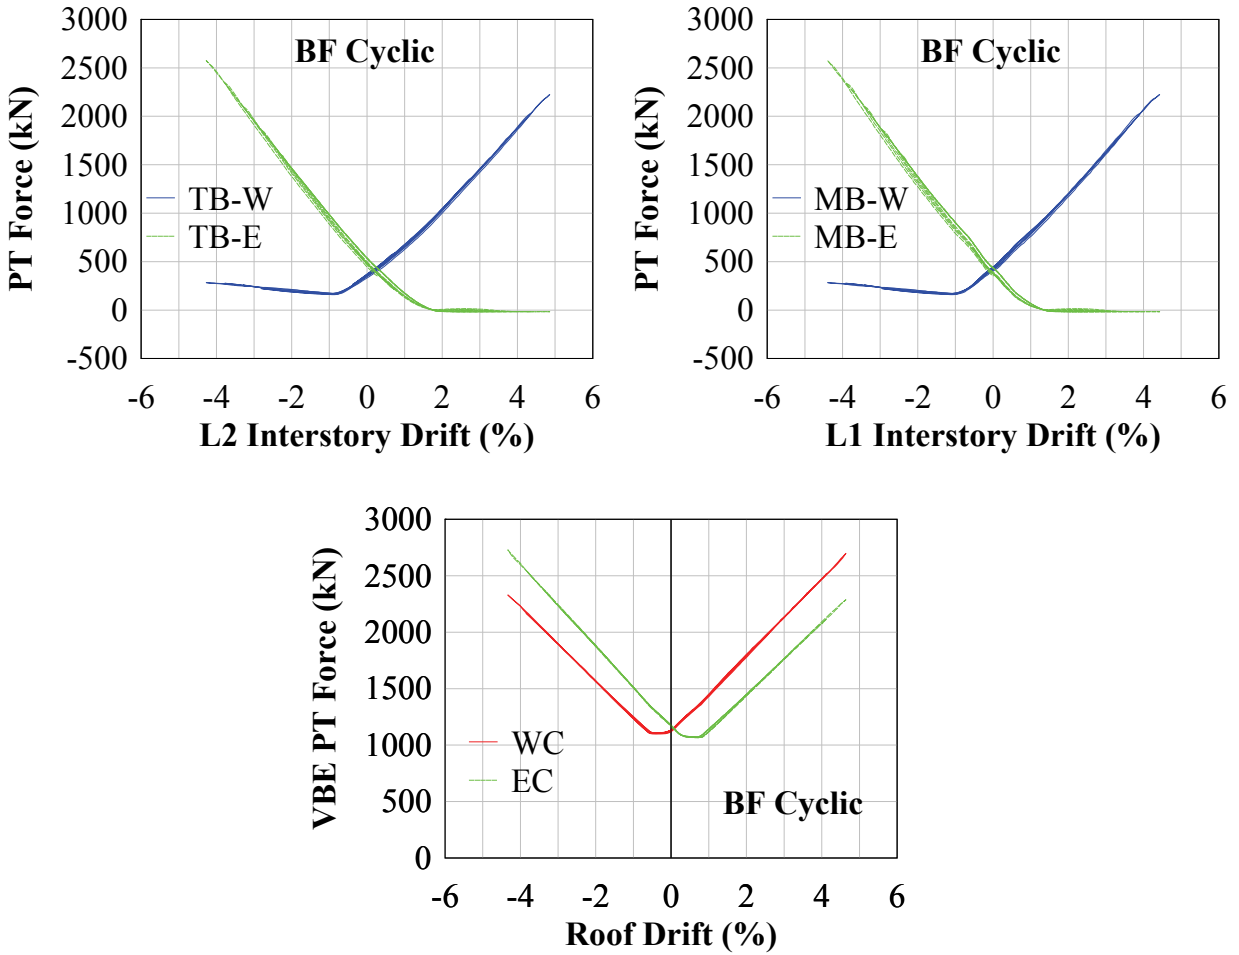 3000
2500
2000
1500
1000
500
0
-500
PT Force (kN)
BF Cyclic
TB-W
TB-E
-6 -4 -2 0 2 4 6
L2 Interstory Drift (%)
3000
2500
2000
1500
1000
500
0
-500
PT Force (kN)
BF Cyclic
MB-W
MB-E
-6 -4 -2 0 2 4 6
L1 Interstory Drift (%)
3000
2500
2000
1500
1000
500
0
VBE PT Force (kN)
WC
EC
BF Cyclic
-6 -4 -2 0 2 4 6
Roof Drift (%)